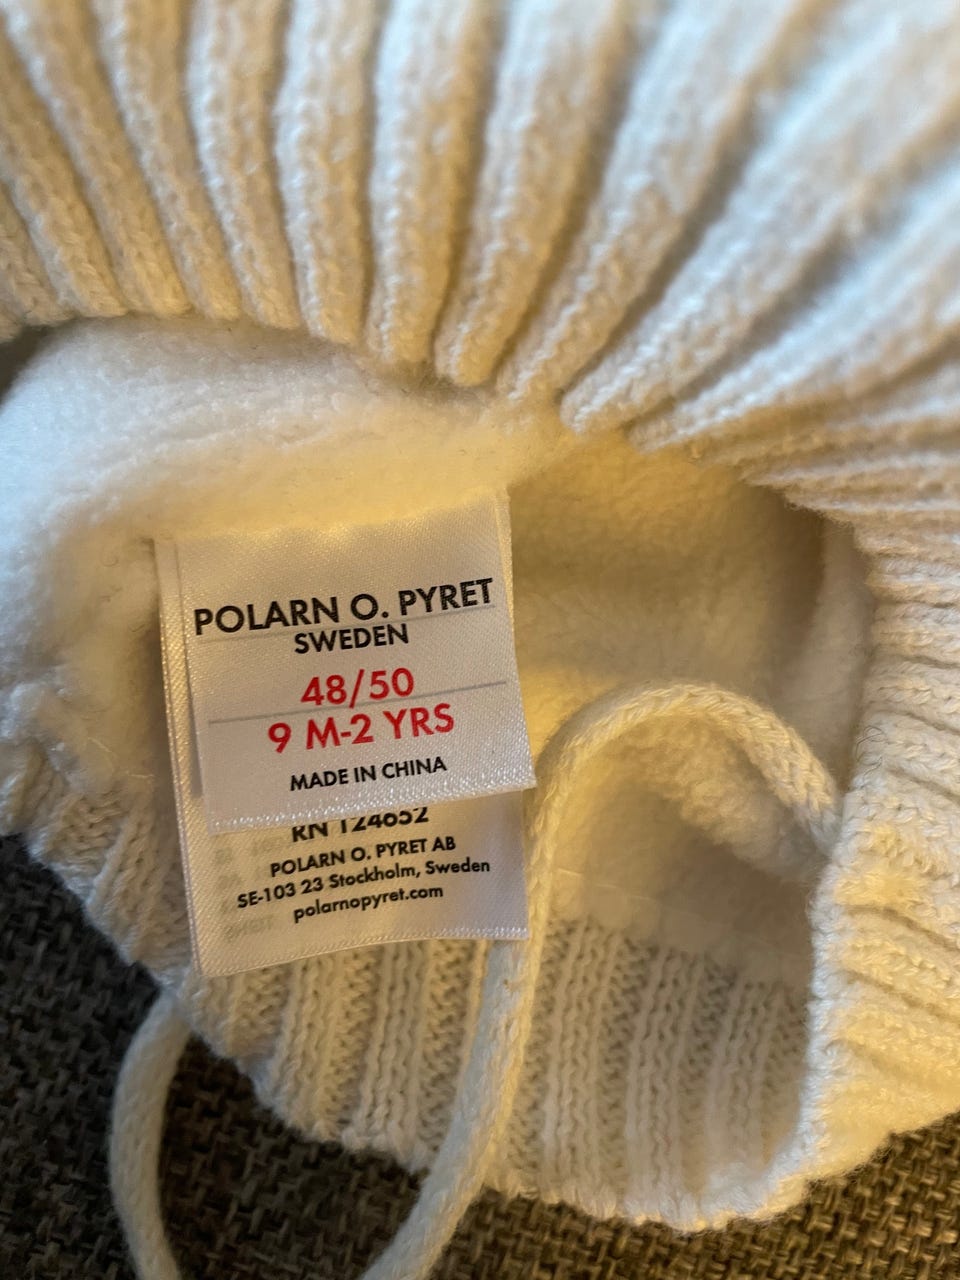 POLARN O. PYRET
SWEDEN
48/50
9 M-2 YRS
MADE IN CHINA
RN 124652
POLARN O. PYRET AB
SE-103 23 Stockholm, Sweden
polarnopyret.com